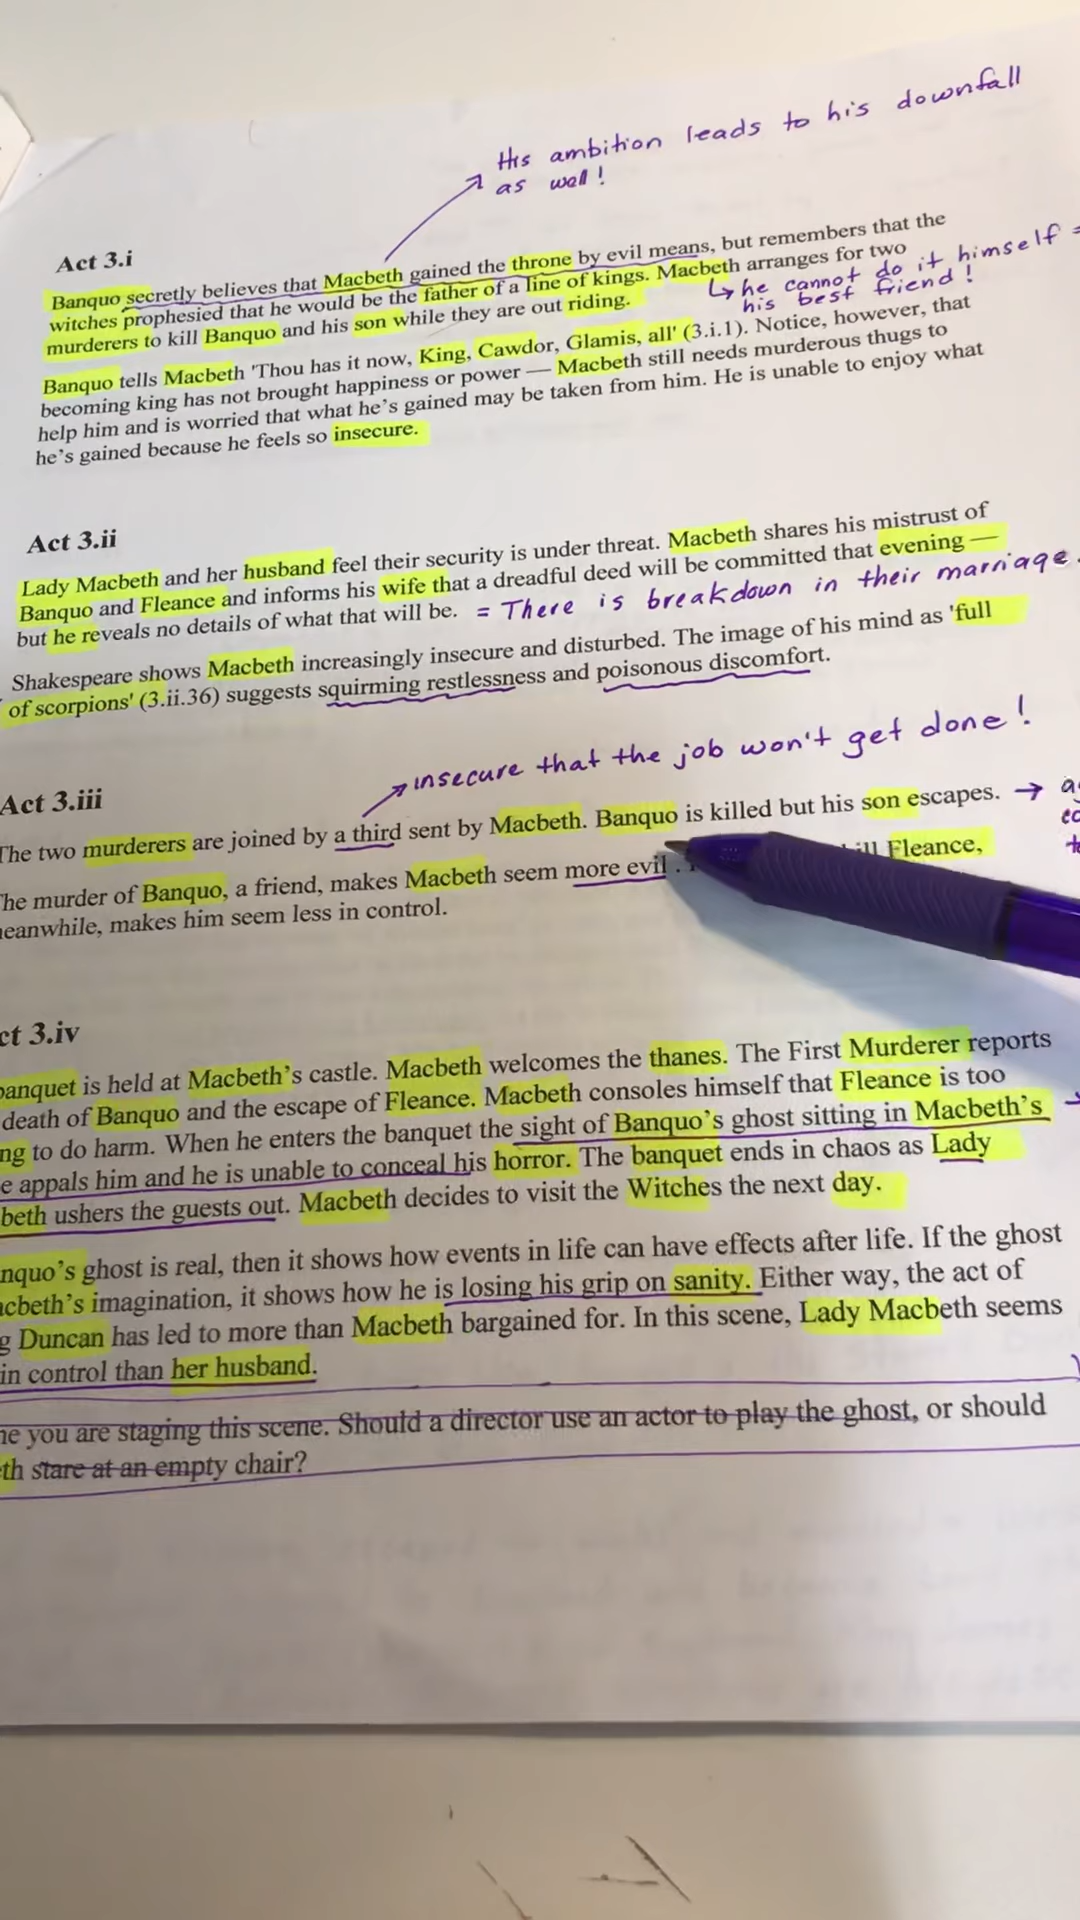 His ambition leads to his downfall
as well!
Act 3.i
Banquo secretly believes that Macbeth gained the throne by evil means, but remembers that the
witches prophesied that he would be the father of a line of kings. Macbeth arranges for two
↳ he cannot do it himself =
his best friend!
murderers to kill Banquo and his son while they are out riding.
Banquo tells Macbeth 'Thou has it now, King, Cawdor, Glamis, all' (3.i.1). Notice, however, that
becoming king has not brought happiness or power — Macbeth still needs murderous thugs to
help him and is worried that what he's gained may be taken from him. He is unable to enjoy what
he's gained because he feels so insecure.
Act 3.ii
Lady Macbeth and her husband feel their security is under threat. Macbeth shares his mistrust of
Banquo and Fleance and informs his wife that a dreadful deed will be committed that evening —
but he reveals no details of what that will be. = There is breakdown in their marriage.
Shakespeare shows Macbeth increasingly insecure and disturbed. The image of his mind as 'full
of scorpions' (3.ii.36) suggests squirming restlessness and poisonous discomfort.
→ insecure that the job won't get done!
Act 3.iii
The two murderers are joined by a third sent by Macbeth. Banquo is killed but his son escapes. →
The murder of Banquo, a friend, makes Macbeth seem more evil. Fleance,
meanwhile, makes him seem less in control.
ct 3.iv
banquet is held at Macbeth's castle. Macbeth welcomes the thanes. The First Murderer reports
death of Banquo and the escape of Fleance. Macbeth consoles himself that Fleance is too
ng to do harm. When he enters the banquet the sight of Banquo's ghost sitting in Macbeth's
e appals him and he is unable to conceal his horror. The banquet ends in chaos as Lady
beth ushers the guests out. Macbeth decides to visit the Witches the next day.
nquo's ghost is real, then it shows how events in life can have effects after life. If the ghost
acbeth's imagination, it shows how he is losing his grip on sanity. Either way, the act of
g Duncan has led to more than Macbeth bargained for. In this scene, Lady Macbeth seems
in control than her husband.
ne you are staging this scene. Should a director use an actor to play the ghost, or should
th stare at an empty chair?